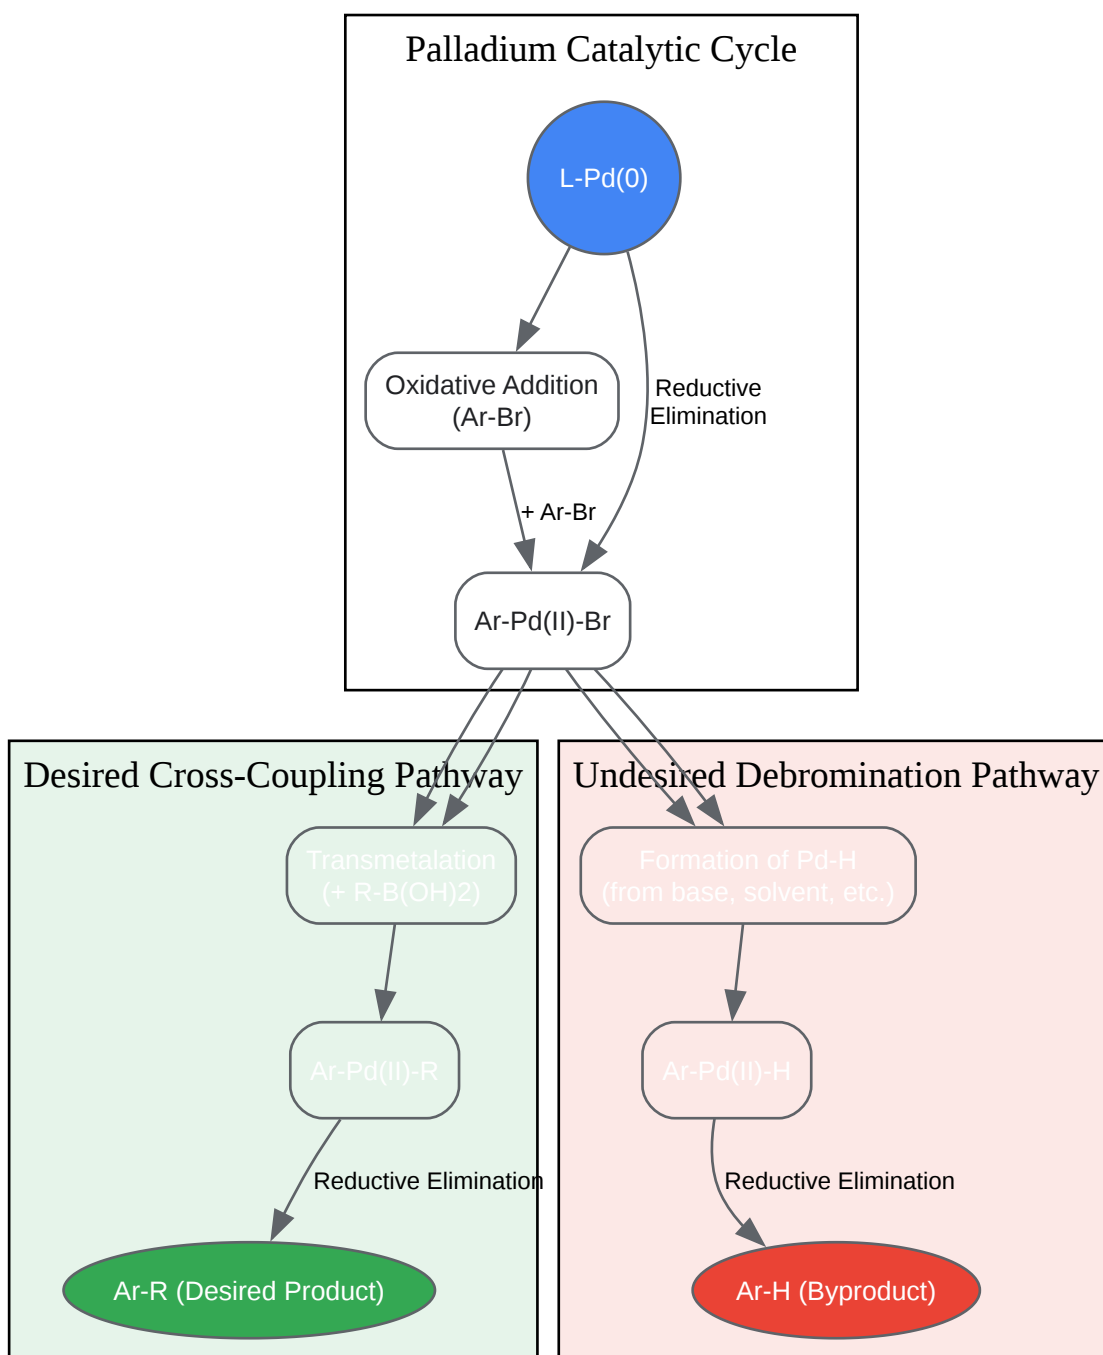 Palladium Catalytic Cycle
L-Pd(0)
Oxidative Addition
(Ar-Br)
Reductive
Elimination
+ Ar-Br
Ar-Pd(II)-Br
Desired Cross-Coupling Pathway
Transmetalation
(+ R-B(OH)2)
Ar-Pd(II)-R
Reductive Elimination
Ar-R (Desired Product)
Undesired Debromination Pathway
Formation of Pd-H
(from base, solvent, etc.)
Ar-Pd(II)-H
Reductive Elimination
Ar-H (Byproduct)